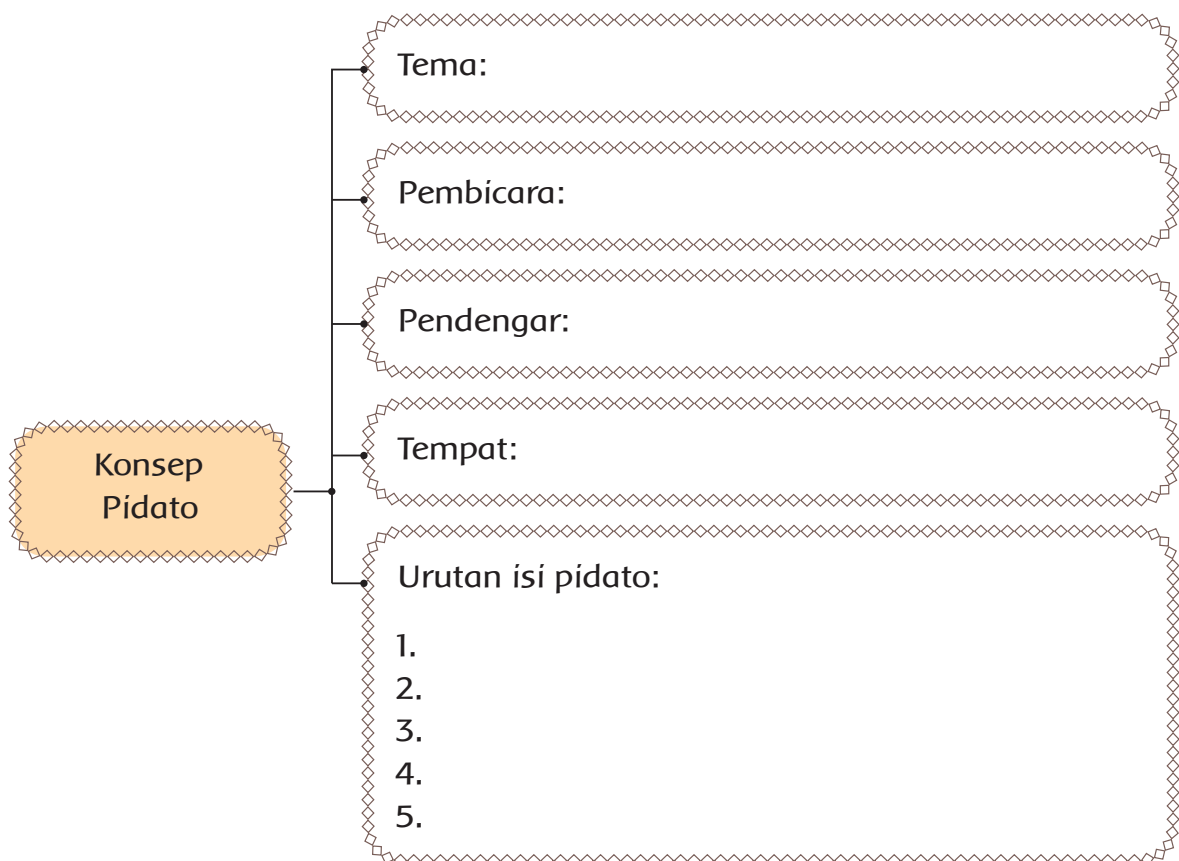 Tema:
Pembicara:
Pendengar:
Tempat:
Konsep
Pidato
Urutan isi pidato:
1.
2.
3.
4.
5.